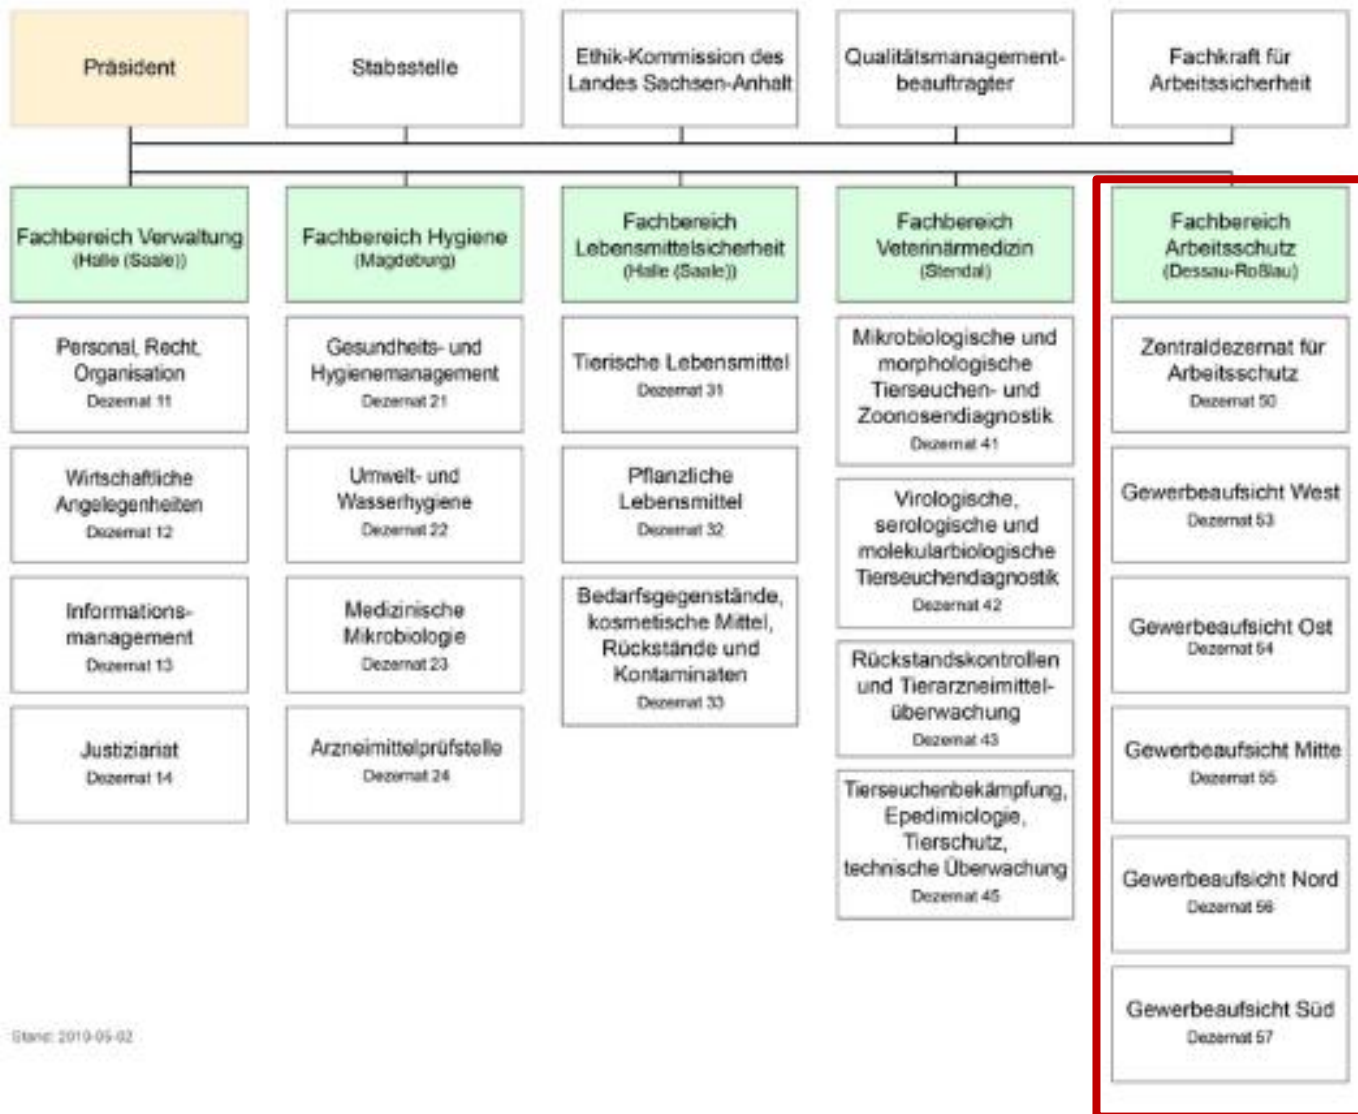 Präsident
Stabsstelle
Ethik-Kommission des
Landes Sachsen-Anhalt
Qualitätsmanagement-
beauftragter
Fachkraft für
Arbeitssicherheit
Fachbereich Verwaltung
(Halle (Saale))
Personal, Recht,
Organisation
Dezernat 11
Wirtschaftliche
Angelegenheiten
Dezernat 12
Informations-
management
Dezernat 13
Justiziariat
Dezernat 14
Fachbereich Hygiene
(Magdeburg)
Gesundheits- und
Hygienemanagement
Dezernat 21
Umwelt- und
Wasserhygiene
Dezernat 22
Medizinische
Mikrobiologie
Dezernat 23
Arzneimittelprüfstelle
Dezernat 24
Fachbereich
Lebensmittelsicherheit
(Halle (Saale))
Tierische Lebensmittel
Dezernat 31
Pflanzliche
Lebensmittel
Dezernat 32
Bedarfsgegenstände,
kosmetische Mittel,
Rückstände und
Kontaminaten
Dezernat 33
Fachbereich
Veterinärmedizin
(Stendal)
Mikrobiologische und
morphologische
Tierseuchen- und
Zoonosendiagnostik
Dezernat 41
Virologische,
serologische und
molekularbiologische
Tierseuchendiagnostik
Dezernat 42
Rückstandskontrollen
und Tierarzneimittel-
überwachung
Dezernat 43
Tierseuchenbekämpfung,
Epedimiologie,
Tierschutz,
technische Überwachung
Dezernat 45
Fachbereich
Arbeitsschutz
(Dessau-Roßlau)
Zentraldezernat für
Arbeitsschutz
Dezernat 50
Gewerbeaufsicht West
Dezernat 53
Gewerbeaufsicht Ost
Dezernat 54
Gewerbeaufsicht Mitte
Dezernat 55
Gewerbeaufsicht Nord
Dezernat 56
Gewerbeaufsicht Süd
Dezernat 57
Stand: 2019-05-02